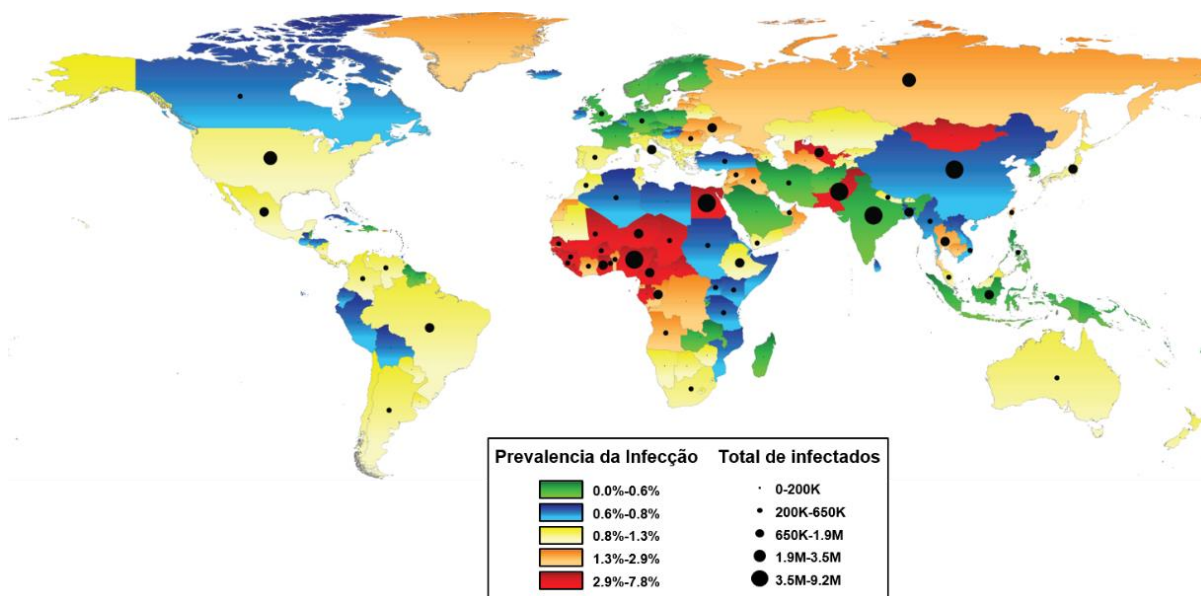 Prevalencia da Infecção
Total de infectados
0.0%-0.6%
0-200K
0.6%-0.8%
200K-650K
0.8%-1.3%
650K-1.9M
1.3%-2.9%
1.9M-3.5M
2.9%-7.8%
3.5M-9.2M